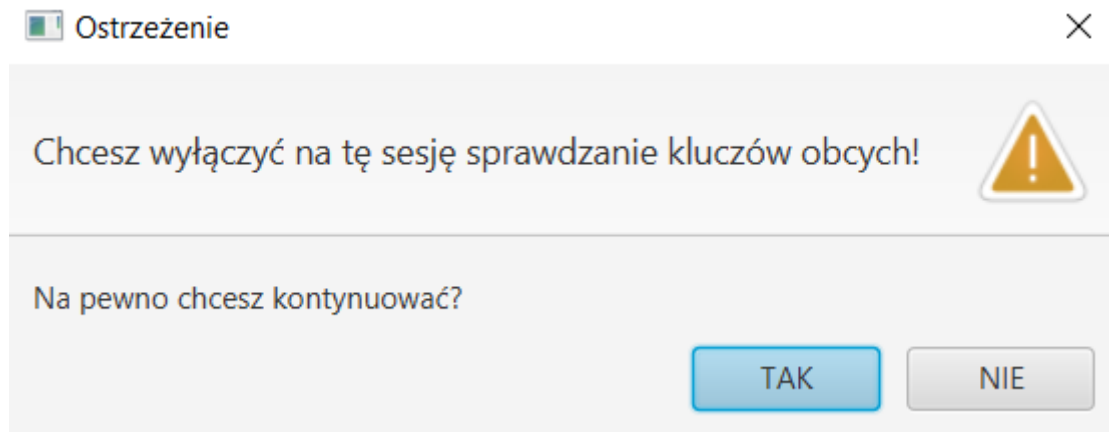 Ostrzeżenie
Chcesz wyłączyć na tę sesję sprawdzanie kluczów obcych!
Na pewno chcesz kontynuować?
TAK NIE